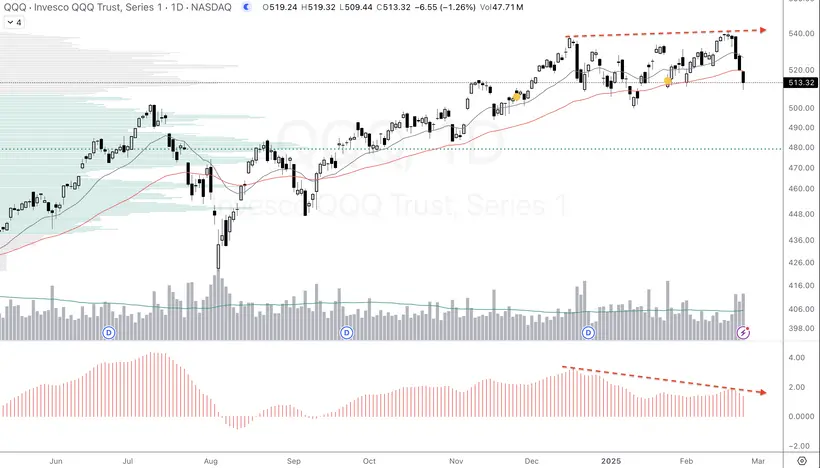 QQQ · Invesco QQQ Trust, Series 1 · 1D · NASDAQ O519.24 H519.32 L509.44 C513.32 −6.55 (−1.26%) Vol47.71 M
4
540.00
520.00
513.32
500.00
490.00
480.00
470.00
460.00
448.00
436.00
426.00
416.00
406.00
398.00
QQQ, 1D
Invesco QQQ Trust, Series 1
D
D
D
4.00
2.00
0.0000
−2.00
Jun Jul Aug Sep Oct Nov Dec 2025 Feb Mar